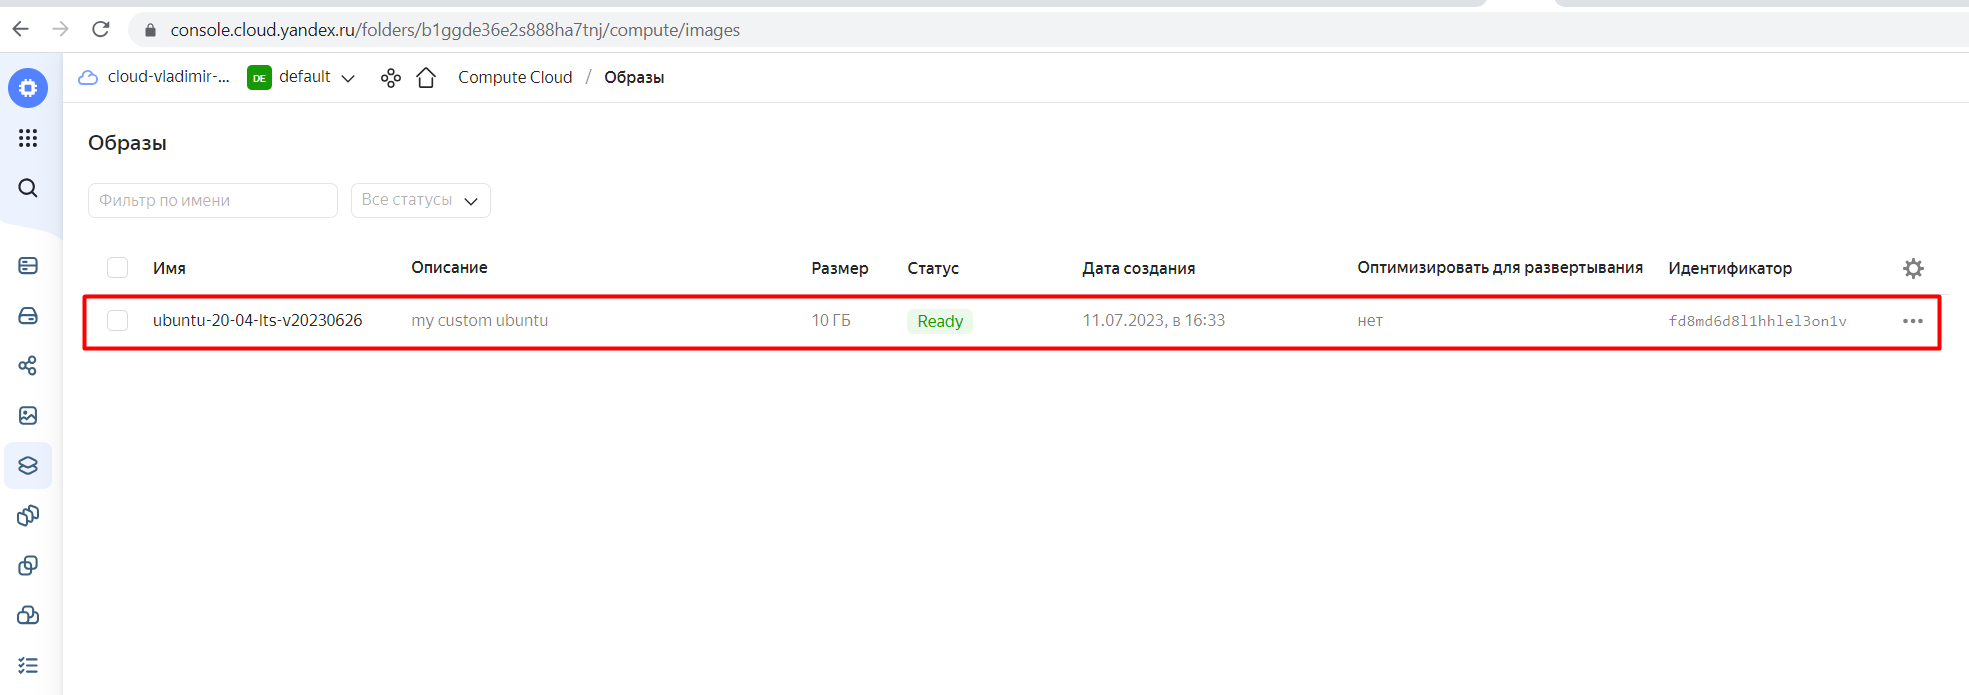 console.cloud.yandex.ru/folders/b1ggde36e2s888ha7tnj/compute/images
cloud-vladimir-... DE default Compute Cloud / Образы
Образы
Фильтр по имени Все статусы
Имя Описание Размер Статус Дата создания Оптимизировать для развертывания Идентификатор
ubuntu-20-04-lts-v20230626 my custom ubuntu 10 ГБ Ready 11.07.2023, в 16:33 нет fd8md6d8l1hhlel3on1v